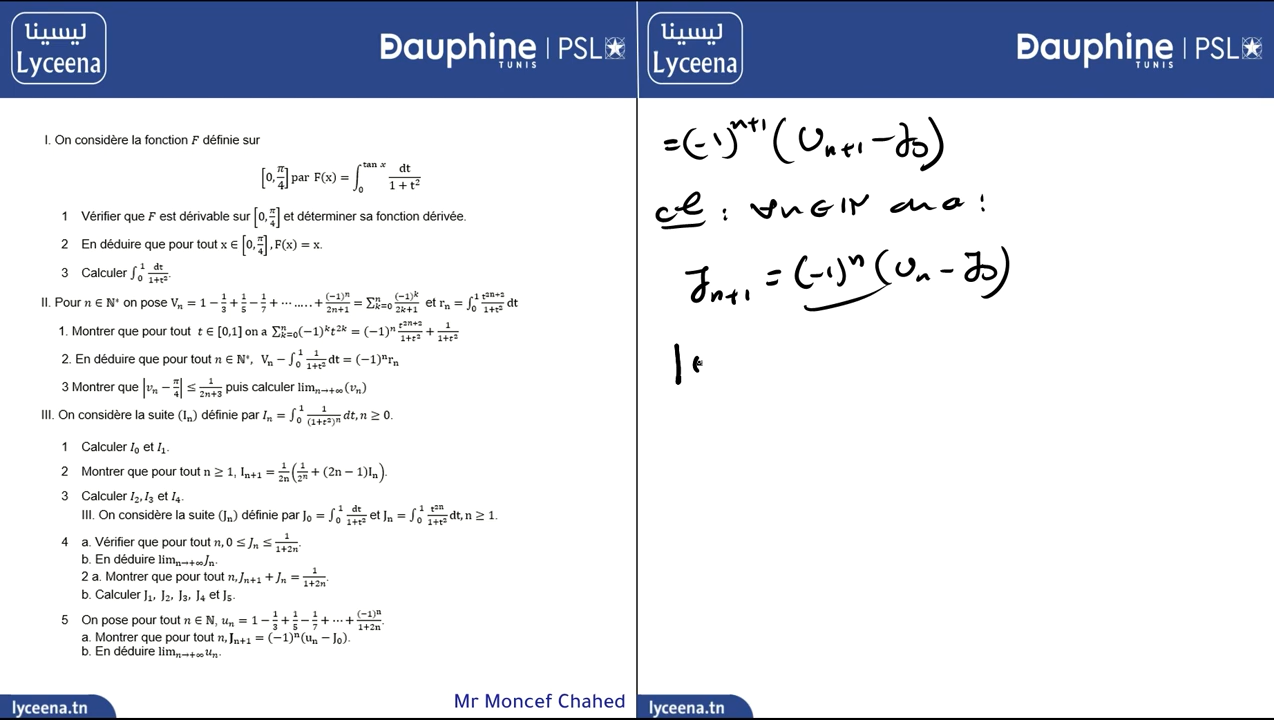 ليسينا
Lyceena
Dauphine | PSL
TUNIS
ليسينا
Lyceena
Dauphine | PSL
TUNIS
I. On considère la fonction F définie sur
[0, π/4] par F(x) = ∫₀^{tan x} dt/(1 + t²)
1 Vérifier que F est dérivable sur [0, π/4] et déterminer sa fonction dérivée.
2 En déduire que pour tout x ∈ [0, π/4], F(x) = x.
3 Calculer ∫₀¹ dt/(1+t²).
II. Pour n ∈ ℕ* on pose Vₙ = 1 − 1/3 + 1/5 − 1/7 + ⋯ … .. + (-1)ⁿ/(2n+1) = ∑ₖ₌₀ⁿ (-1)ᵏ/(2k+1) et rₙ = ∫₀¹ t²ⁿ⁺²/(1+t²) dt
1. Montrer que pour tout t ∈ [0,1] on a ∑ₖ₌₀ⁿ(-1)ᵏt²ᵏ = (-1)ⁿ t²ⁿ⁺²/(1+t²) + 1/(1+t²)
2. En déduire que pour tout n ∈ ℕ*, Vₙ − ∫₀¹ 1/(1+t²) dt = (-1)ⁿrₙ
3 Montrer que |vₙ − π/4| ≤ 1/(2n+3) puis calculer limₙ→₊∞(vₙ)
III. On considère la suite (Iₙ) définie par Iₙ = ∫₀¹ 1/(1+t²)ⁿ dt, n ≥ 0.
1 Calculer I₀ et I₁.
2 Montrer que pour tout n ≥ 1, Iₙ₊₁ = 1/2n (1/2ⁿ + (2n − 1)Iₙ).
3 Calculer I₂, I₃ et I₄.
III. On considère la suite (Jₙ) définie par J₀ = ∫₀¹ dt/(1+t²) et Jₙ = ∫₀¹ t²ⁿ/(1+t²) dt, n ≥ 1.
4 a. Vérifier que pour tout n, 0 ≤ Jₙ ≤ 1/(1+2n).
b. En déduire limₙ→₊∞Jₙ.
2 a. Montrer que pour tout n, Jₙ₊₁ + Jₙ = 1/(1+2n).
b. Calculer J₁, J₂, J₃, J₄ et J₅.
5 On pose pour tout n ∈ ℕ, uₙ = 1 − 1/3 + 1/5 − 1/7 + ⋯ + (-1)ⁿ/(1+2n).
a. Montrer que pour tout n, Jₙ₊₁ = (-1)ⁿ(uₙ − J₀).
b. En déduire limₙ→₊∞ uₙ.
Mr Moncef Chahed
lyceena.tn
= (-1)ⁿ⁺¹ (Uₙ₊₁ − J₀)
cl : ∀n ∈ ℕ on a :
Jₙ₊₁ = (-1)ⁿ (Uₙ − J₀)
lyceena.tn